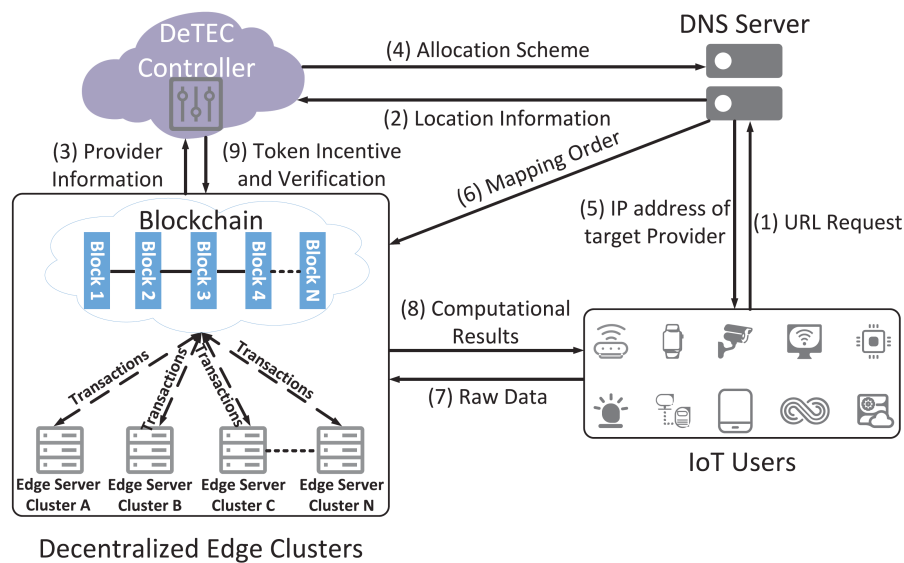 DeTEC
Controller
DNS Server
(4) Allocation Scheme
(2) Location Information
(3) Provider
Information
(9) Token Incentive
and Verification
(6) Mapping Order
(5) IP address of
target Provider
(1) URL Request
Blockchain
Block 1
Block 2
Block 3
Block 4
Block N
(8) Computational
Results
(7) Raw Data
Transactions
Transactions
Transactions
Transactions
Edge Server
Cluster A
Edge Server
Cluster B
Edge Server
Cluster C
Edge Server
Cluster N
IoT Users
Decentralized Edge Clusters